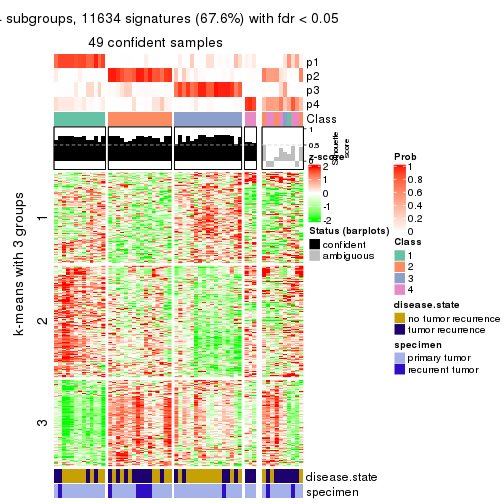 subgroups, 11634 signatures (67.6%) with fdr < 0.05
49 confident samples
p1
p2
p3
p4
Class
1
0.5
0
Silhouette
score
z-score
2
1
0
-1
-2
Status (barplots)
confident
ambiguous
Prob
1
0.8
0.6
0.4
0.2
0
Class
1
2
3
4
disease.state
no tumor recurrence
tumor recurrence
specimen
primary tumor
recurrent tumor
k-means with 3 groups
1
2
3
disease.state
specimen